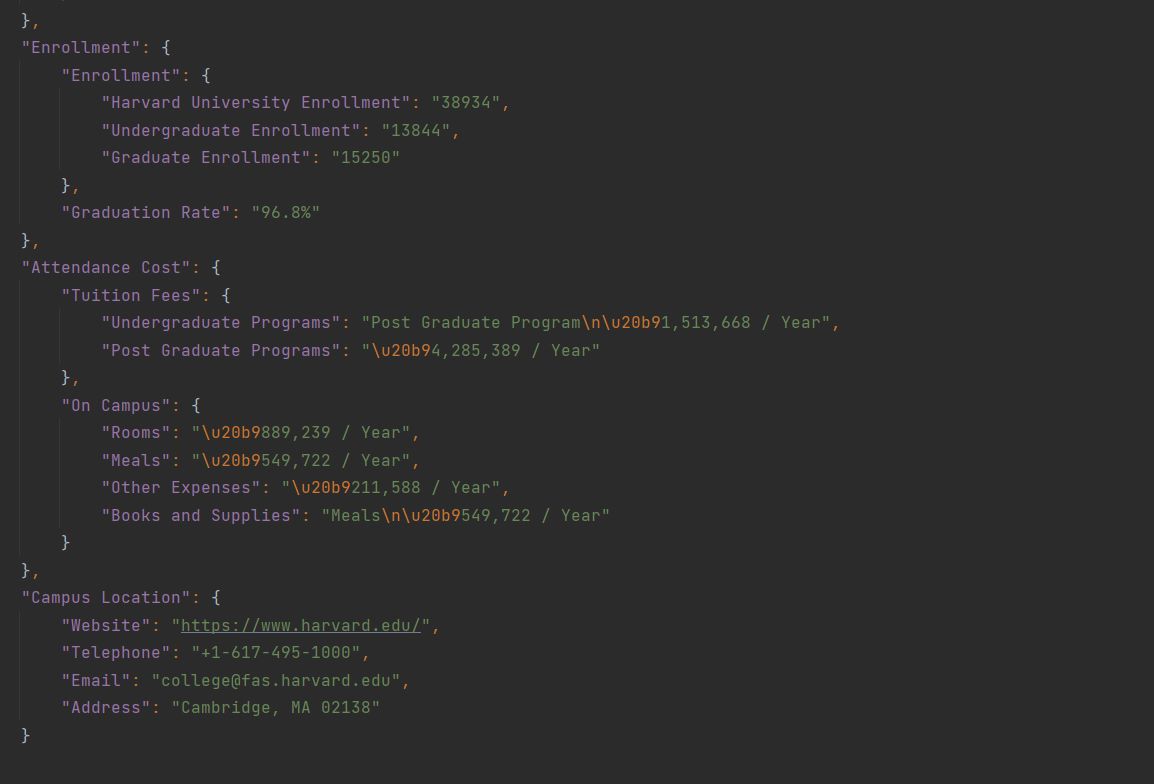 },
"Enrollment": {
"Enrollment": {
"Harvard University Enrollment": "38934",
"Undergraduate Enrollment": "13844",
"Graduate Enrollment": "15250"
},
"Graduation Rate": "96.8%"
},
"Attendance Cost": {
"Tuition Fees": {
"Undergraduate Programs": "Post Graduate Program\n\u20b91,513,668 / Year",
"Post Graduate Programs": "\u20b94,285,389 / Year"
},
"On Campus": {
"Rooms": "\u20b9889,239 / Year",
"Meals": "\u20b9549,722 / Year",
"Other Expenses": "\u20b9211,588 / Year",
"Books and Supplies": "Meals\n\u20b9549,722 / Year"
}
},
"Campus Location": {
"Website": "https://www.harvard.edu/",
"Telephone": "+1-617-495-1000",
"Email": "college@fas.harvard.edu",
"Address": "Cambridge, MA 02138"
}